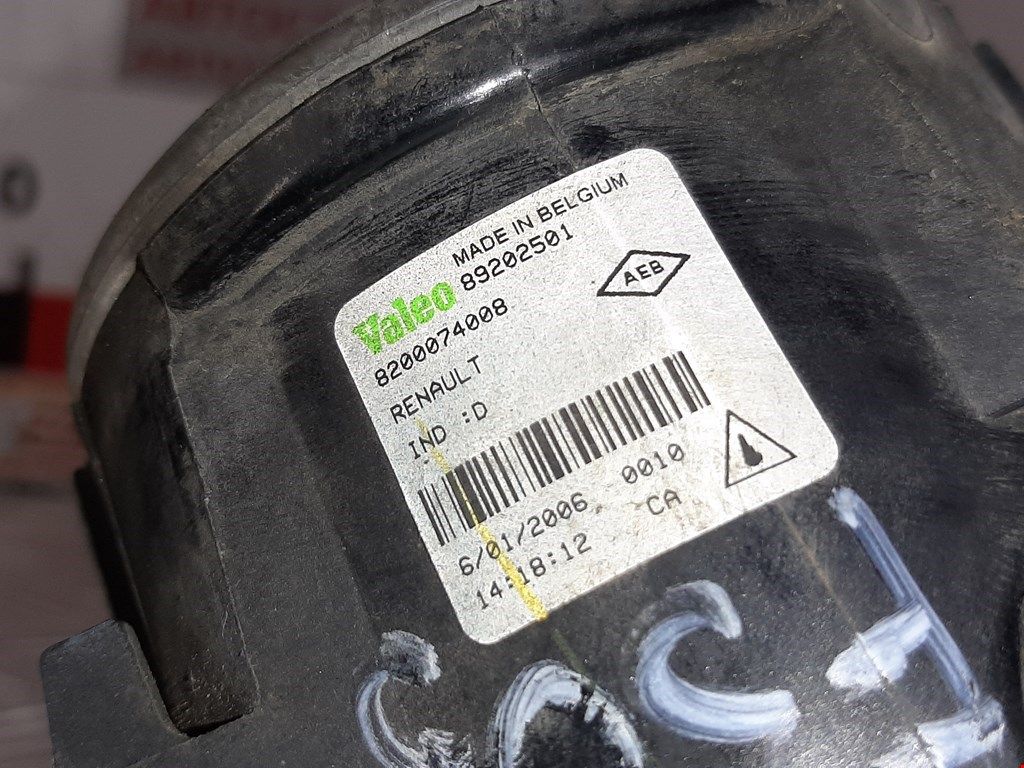 MADE IN BELGIUM
Valeo 89202501
8200074008
AEB
RENAULT
IND :D
6/01/2006 0010
14:18:12 CA